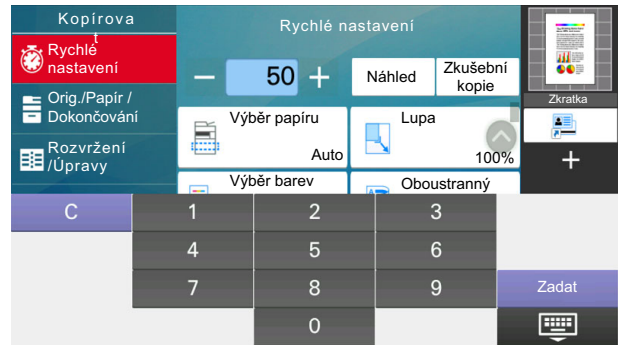 Kopírova
t
Rychlé
nastavení
Orig./Papír /
Dokončování
Rozvržení
/Úpravy
Rychlé nastavení
50
Náhled
Zkušební
kopie
Výběr papíru
Auto
Lupa
100%
Výběr barev
Oboustranný
Zkratka
C
1
2
3
4
5
6
7
8
9
0
Zadat